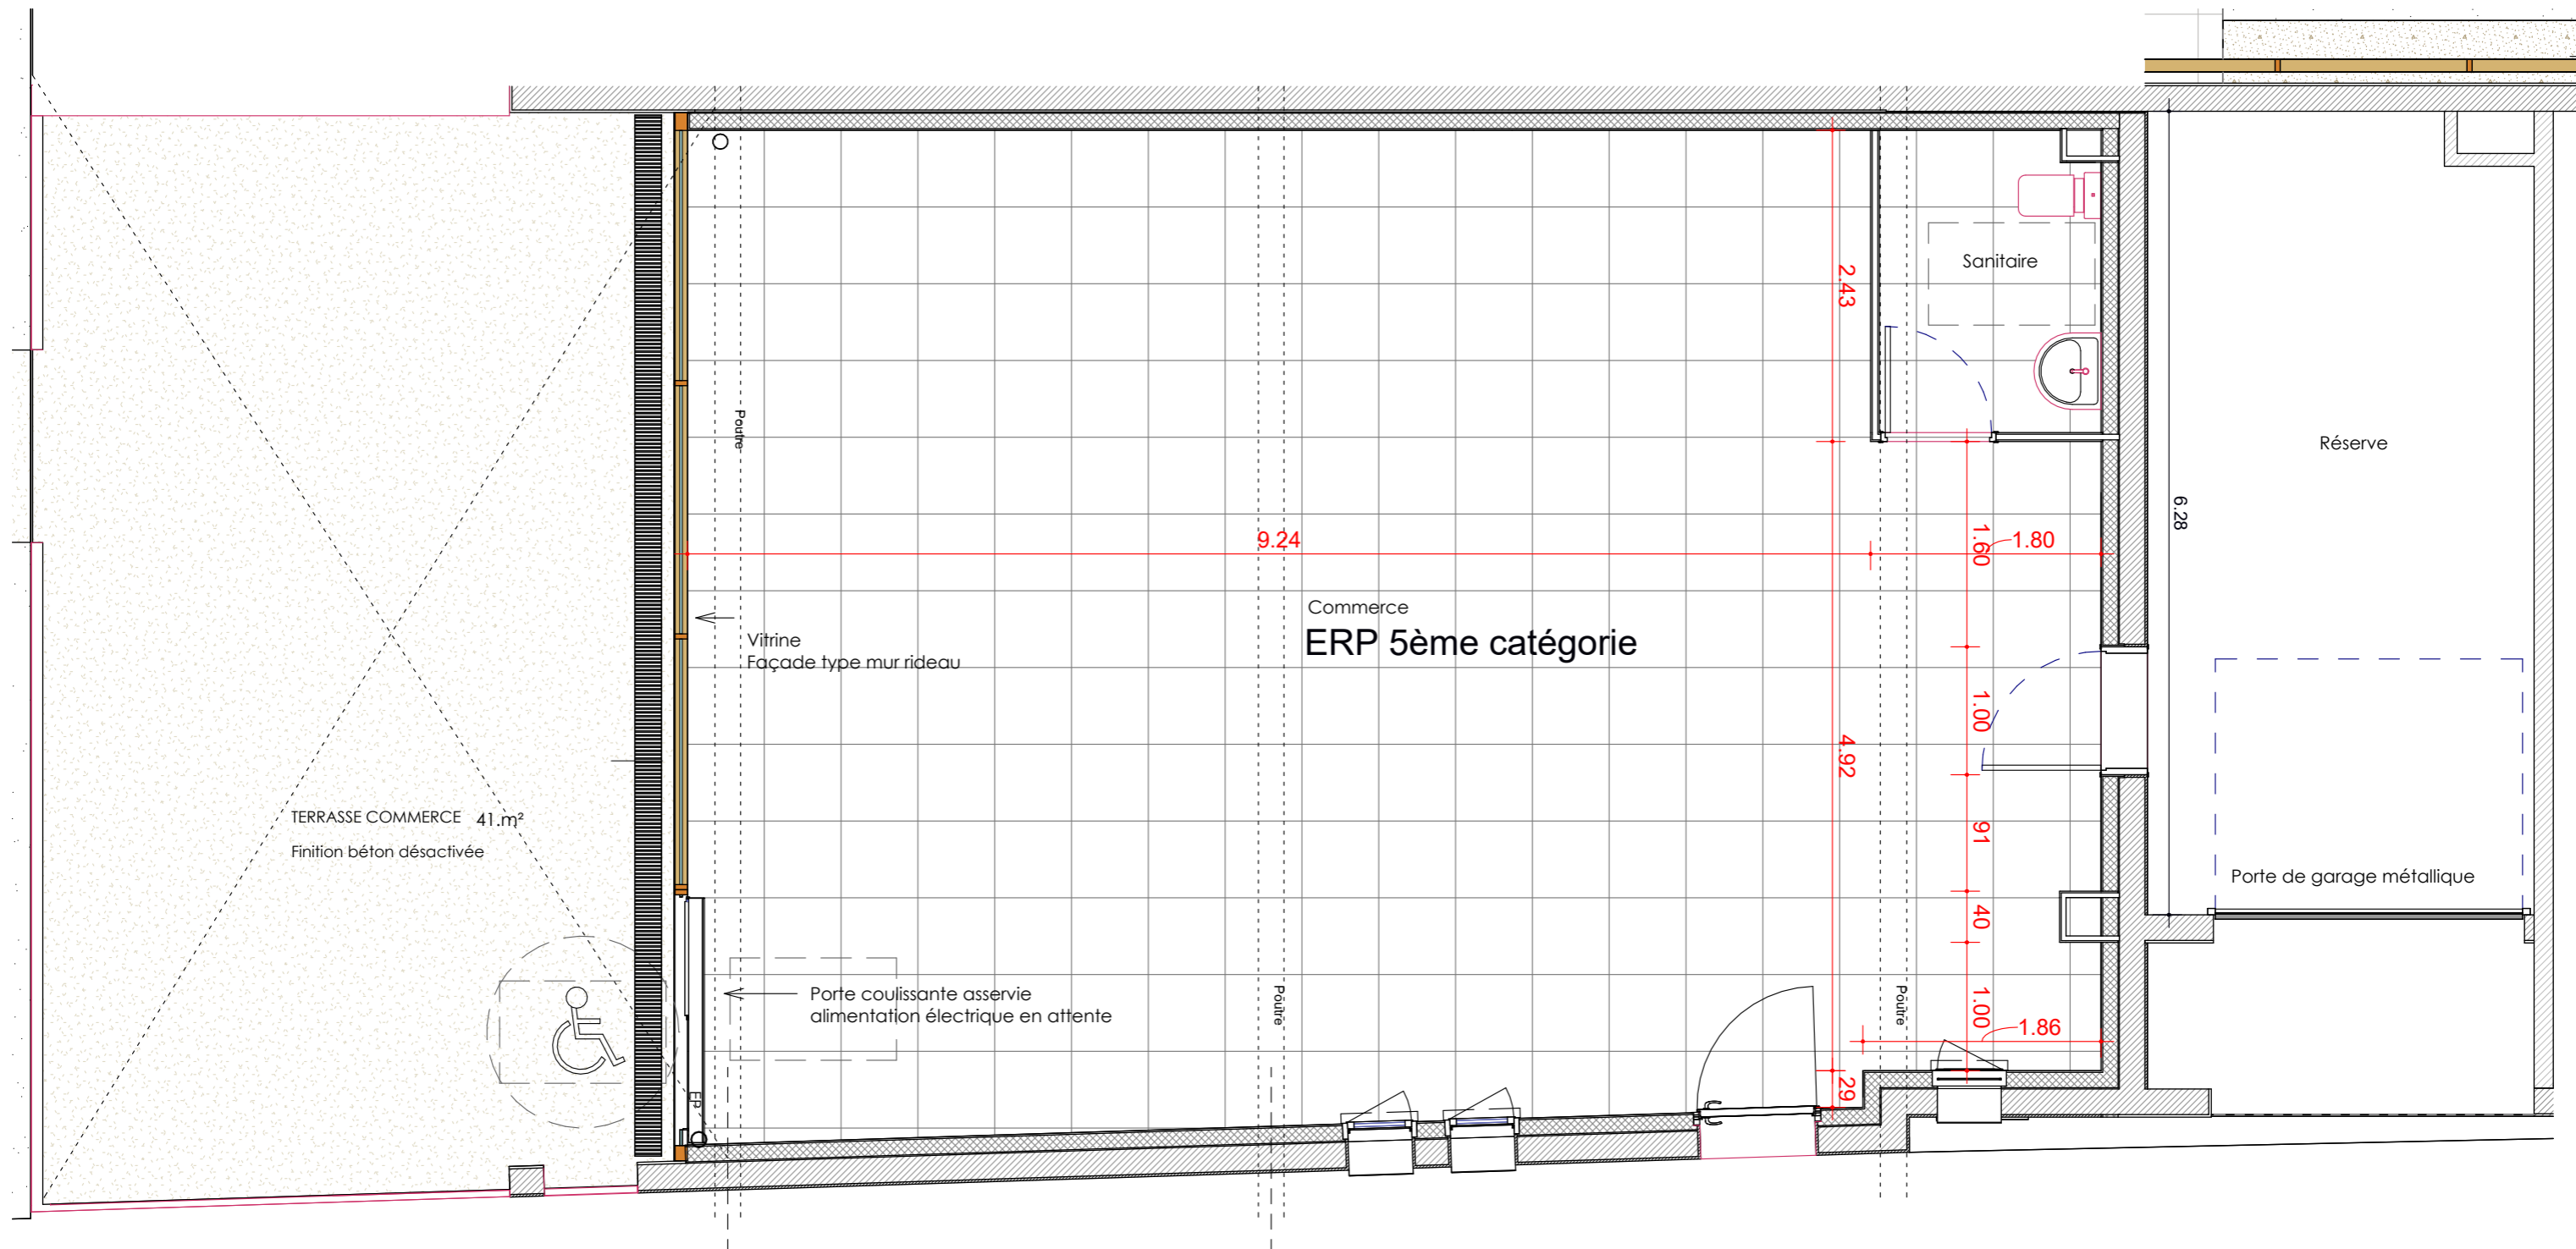 Sanitaire
2.43
Poutre
Réserve
6.28
9.24
1.60
1.80
Commerce
ERP 5ème catégorie
Vitrine
Façade type mur rideau
1.00
4.92
TERRASSE COMMERCE 41.m²
Finition béton désactivée
91
Porte de garage métallique
40
Porte coulissante asservie
alimentation électrique en attente
Poutre
Poutre
1.00
1.86
29
EP